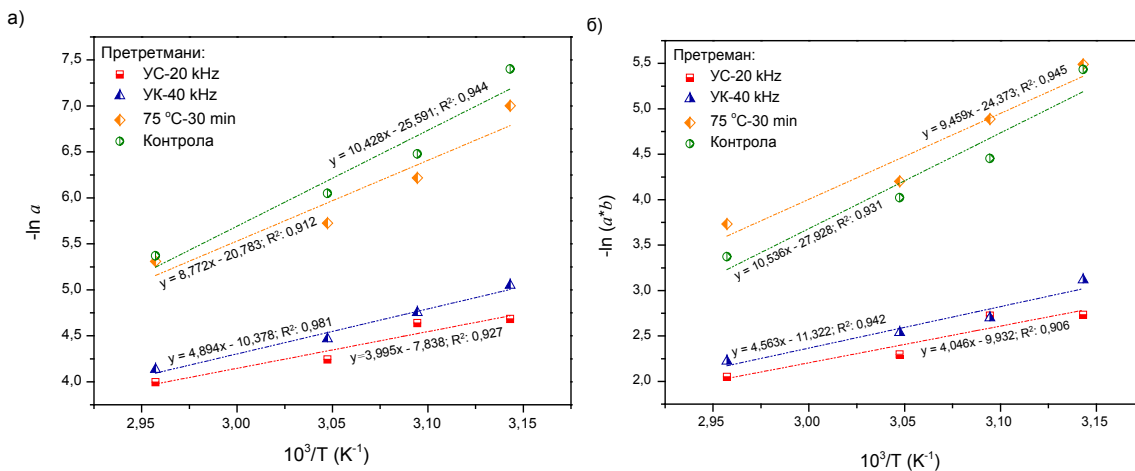 а)
Претретмани:
УС-20 kHz
УК-40 kHz
75 °C-30 min
Контрола
y = 10,428x - 25,591; R²: 0,944
y = 8,772x - 20,783; R²: 0,912
y = 4,894x - 10,378; R²: 0,981
y=3,995x - 7,838; R²: 0,927
-ln a
7,5
7,0
6,5
6,0
5,5
5,0
4,5
4,0
2,95
3,00
3,05
3,10
3,15
10³/T (K⁻¹)
б)
Претреман:
УС-20 kHz
УК-40 kHz
75 °C-30 min
Контрола
y = 9,459x - 24,373; R²: 0,945
y = 10,536x - 27,928; R²: 0,931
y = 4,563x - 11,322; R²: 0,942
y = 4,046x - 9,932; R²: 0,906
-ln (a*b)
5,5
5,0
4,5
4,0
3,5
3,0
2,5
2,0
2,95
3,00
3,05
3,10
3,15
10³/T (K⁻¹)